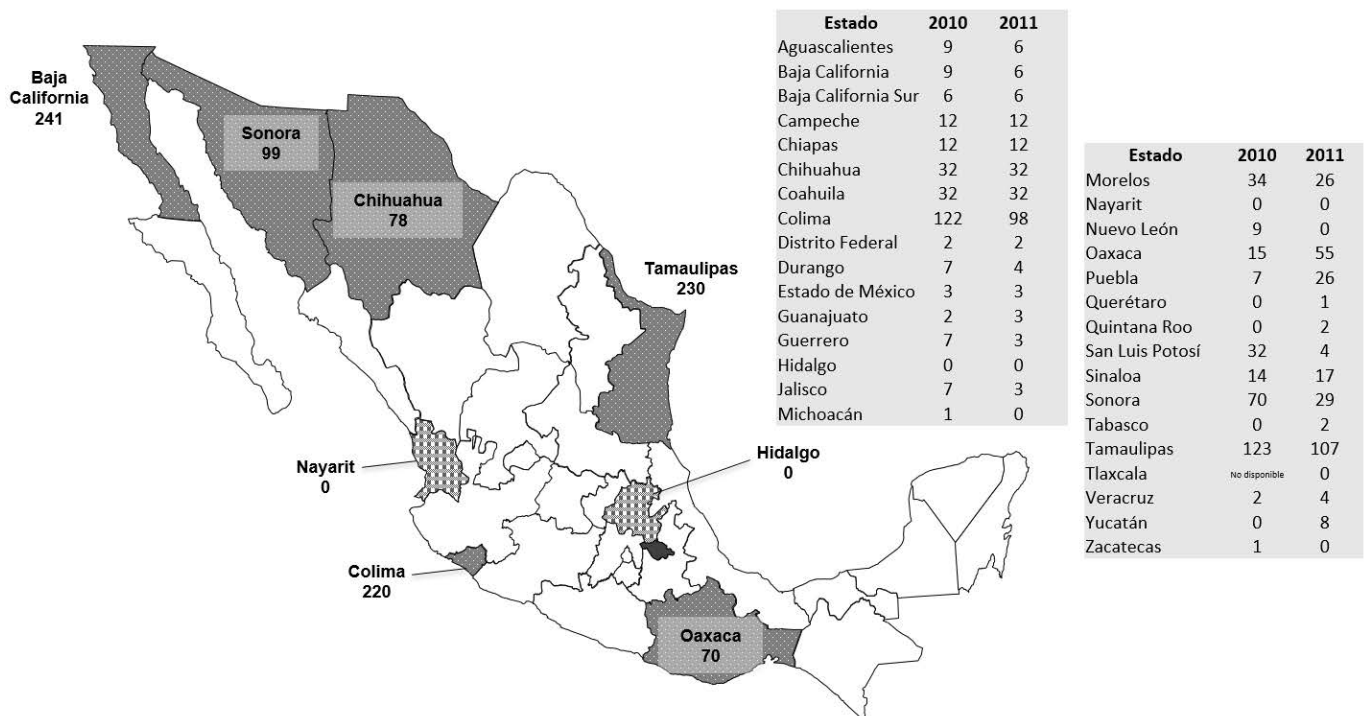 Baja
California
241
Sonora
99
Chihuahua
78
Tamaulipas
230
Nayarit
0
Hidalgo
0
Colima
220
Oaxaca
70
Estado 2010 2011
Aguascalientes 9 6
Baja California 9 6
Baja California Sur 6 6
Campeche 12 12
Chiapas 12 12
Chihuahua 32 32
Coahuila 32 32
Colima 122 98
Distrito Federal 2 2
Durango 7 4
Estado de México 3 3
Guanajuato 2 3
Guerrero 7 3
Hidalgo 0 0
Jalisco 7 3
Michoacán 1 0
Estado 2010 2011
Morelos 34 26
Nayarit 0 0
Nuevo León 9 0
Oaxaca 15 55
Puebla 7 26
Querétaro 0 1
Quintana Roo 0 2
San Luis Potosí 32 4
Sinaloa 14 17
Sonora 70 29
Tabasco 0 2
Tamaulipas 123 107
Tlaxcala No disponible 0
Veracruz 2 4
Yucatán 0 8
Zacatecas 1 0